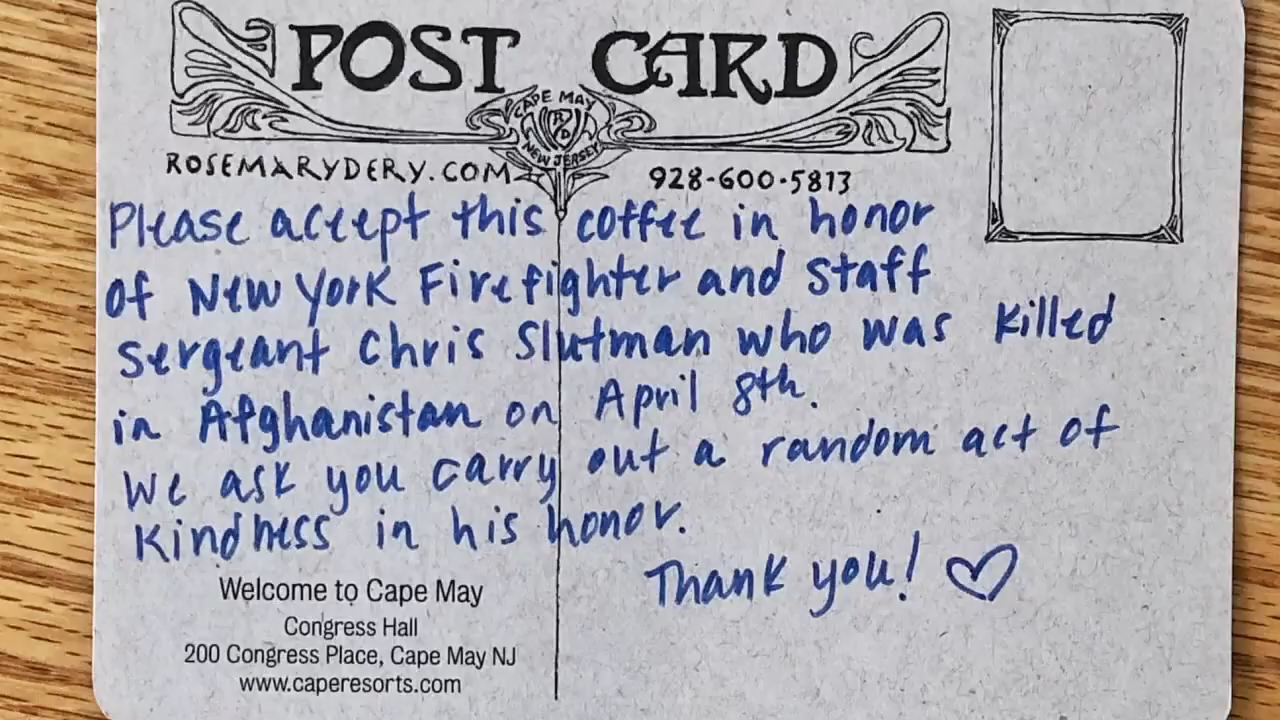 POST CARD
CAPE MAY
R D
NEW JERSEY
ROSEMARYDERY.COM
928-600-5813
Please accept this coffee in honor
of New York Firefighter and Staff
Sergeant Chris Slutman who was killed
in Afghanistan on April 8th.
We ask you carry out a random act of
Kindness in his honor.
Thank you! ♡
Welcome to Cape May
Congress Hall
200 Congress Place, Cape May NJ
www.caperesorts.com